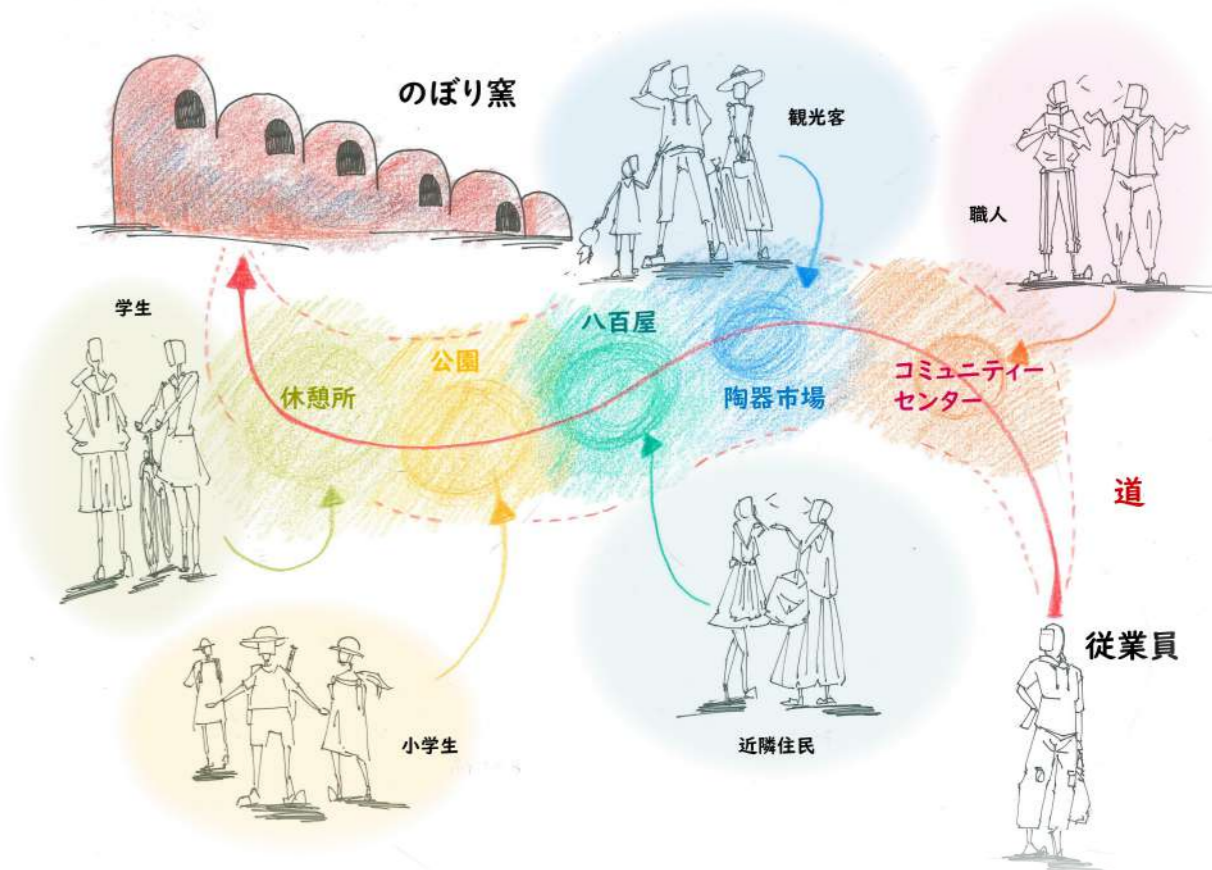 のぼり窯
観光客
職人
学生
八百屋
公園
休憩所
陶器市場
コミュニティー
センター
道
従業員
小学生
近隣住民